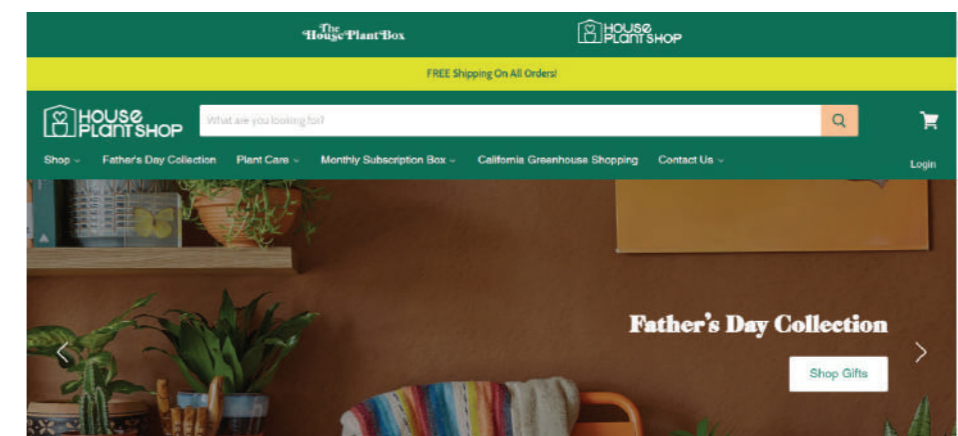 The
House Plant Box
HOUSE
PLANT SHOP
FREE Shipping On All Orders!
HOUSE
PLANT SHOP
What are you looking for?
Shop
Father's Day Collection
Plant Care
Monthly Subscription Box
California Greenhouse Shopping
Contact Us
Login
Father's Day Collection
Shop Gifts